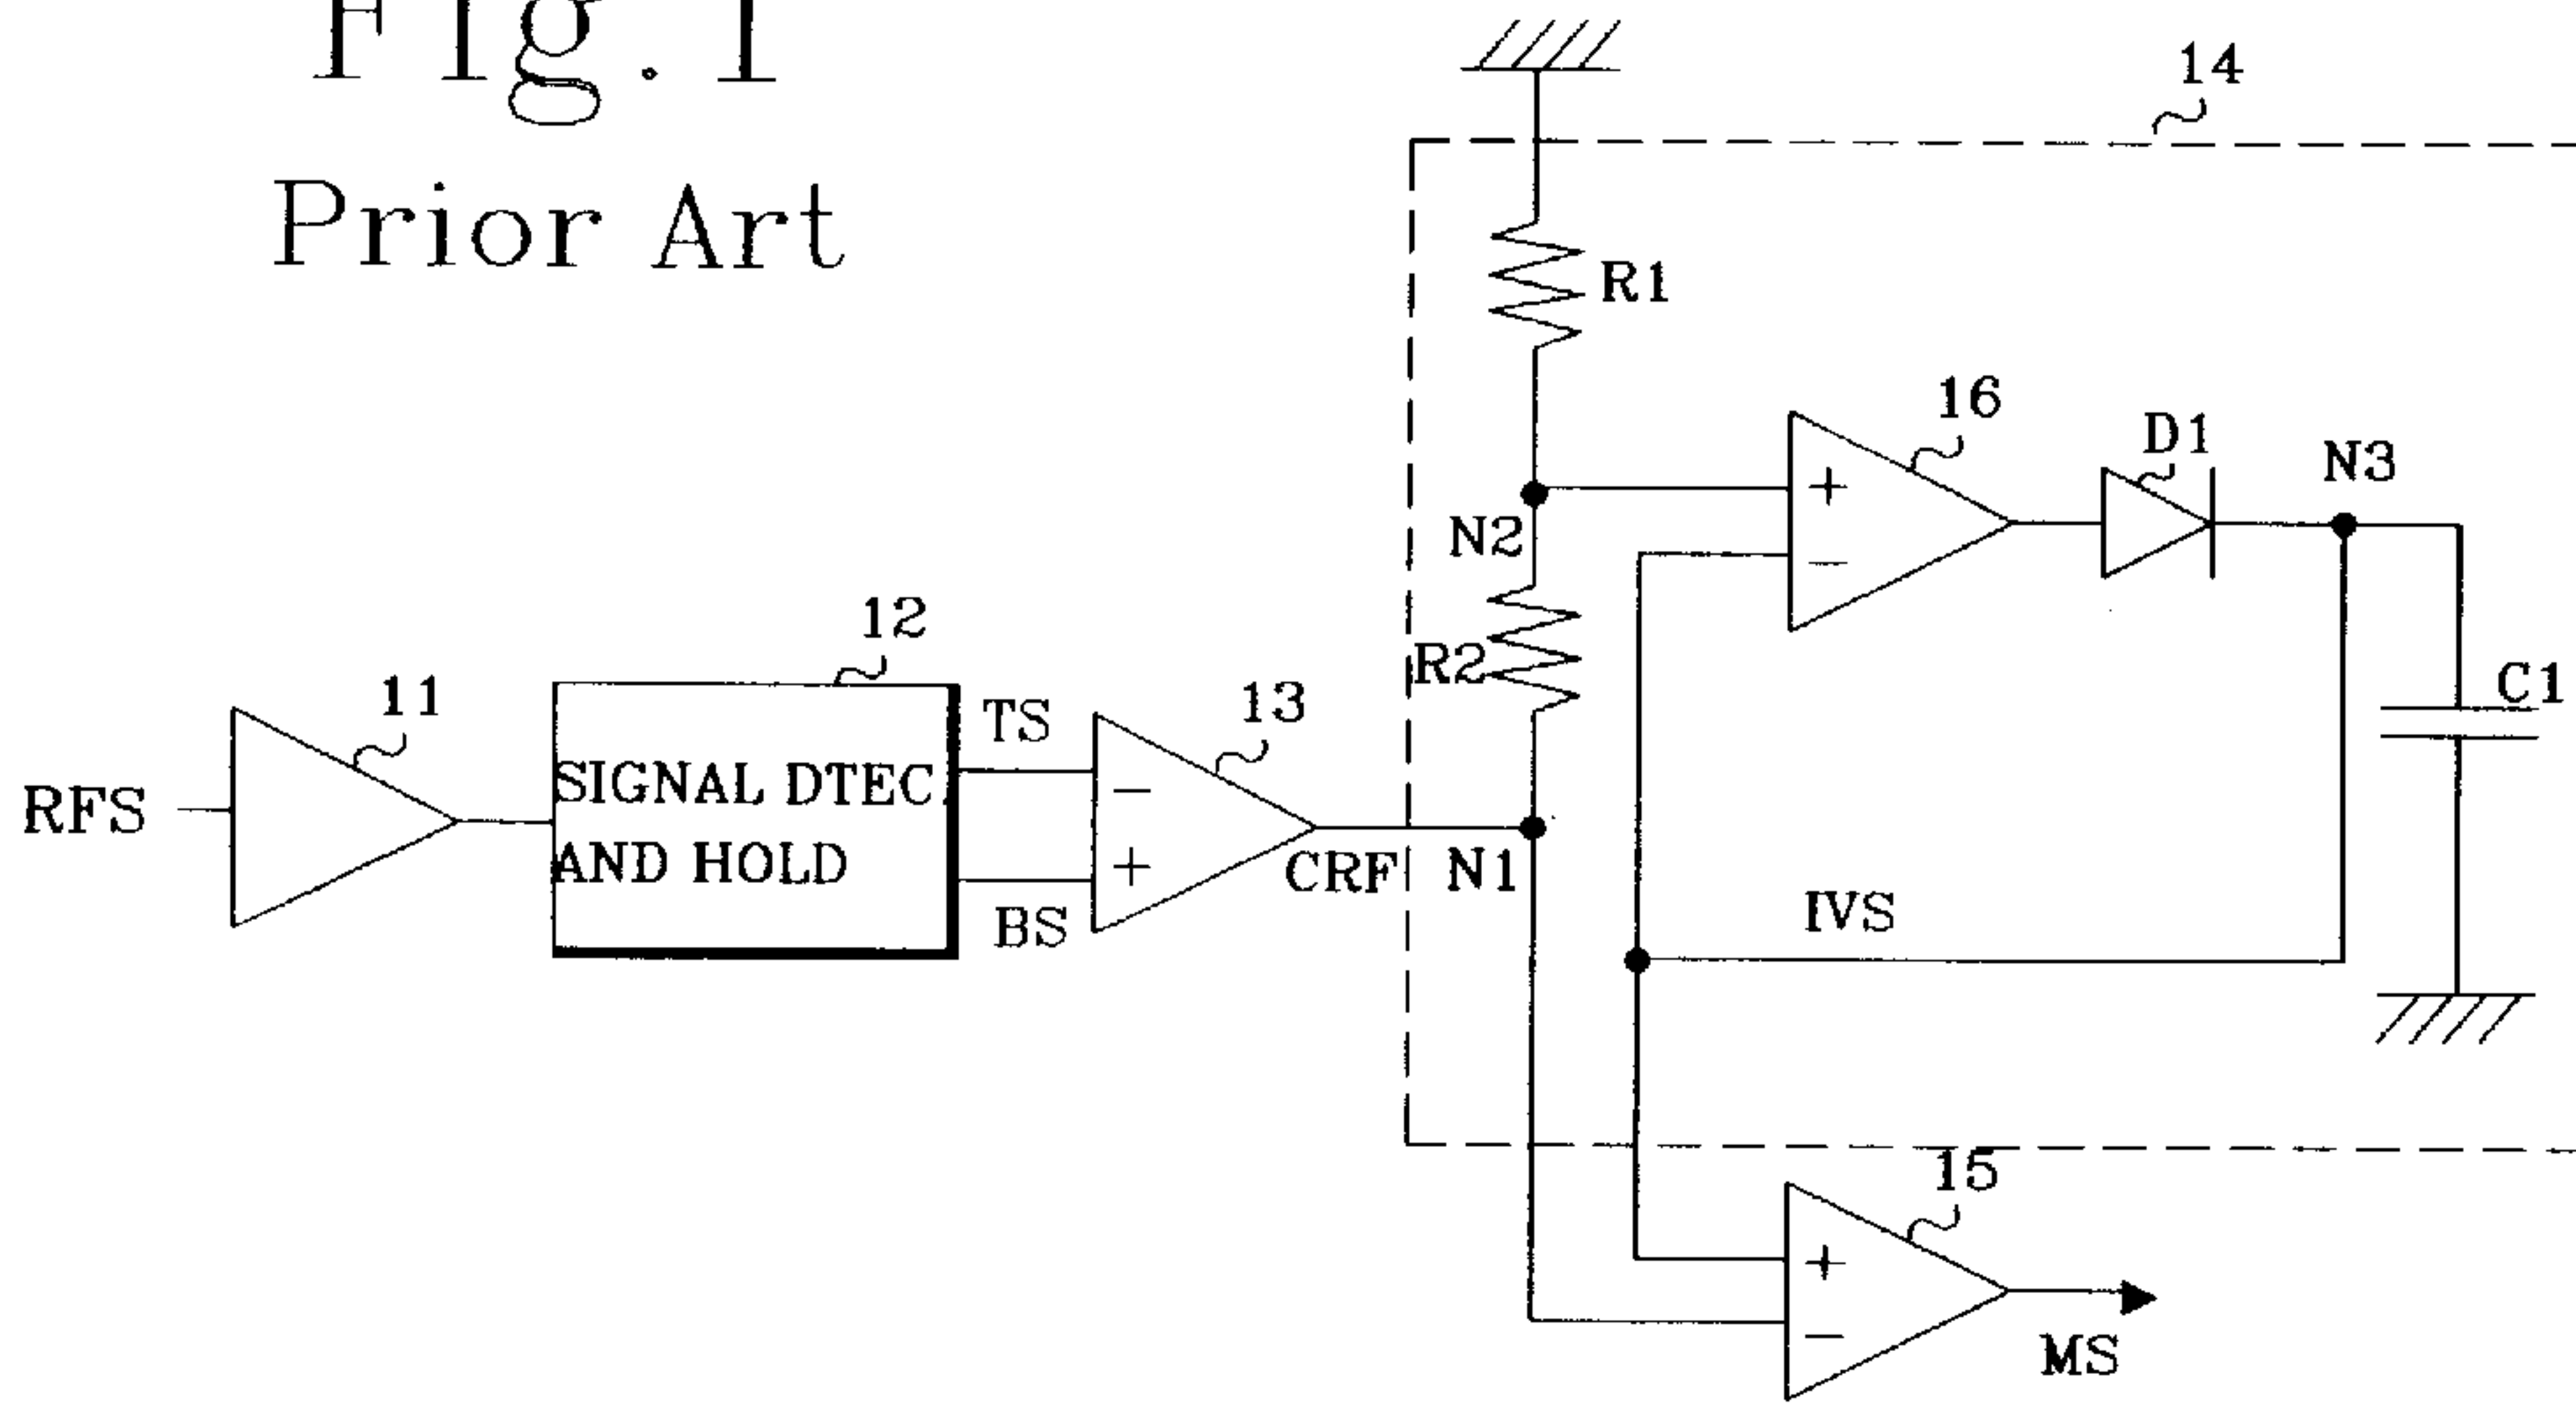 Fig.1
Prior Art
14
R1
16
D1
N3
N2
12
R2
C1
11
TS
13
SIGNAL DTEC.
RFS
AND HOLD
CRF
N1
BS
IVS
15
MS
+
−
−
+
+
−